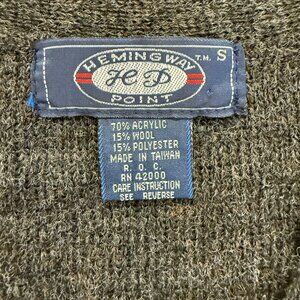 HEMINGWAY T.M. S
HP
POINT
70% ACRYLIC
15% WOOL
15% POLYESTER
MADE IN TAIWAN
R. O. C.
RN 42000
CARE INSTRUCTION
SEE REVERSE